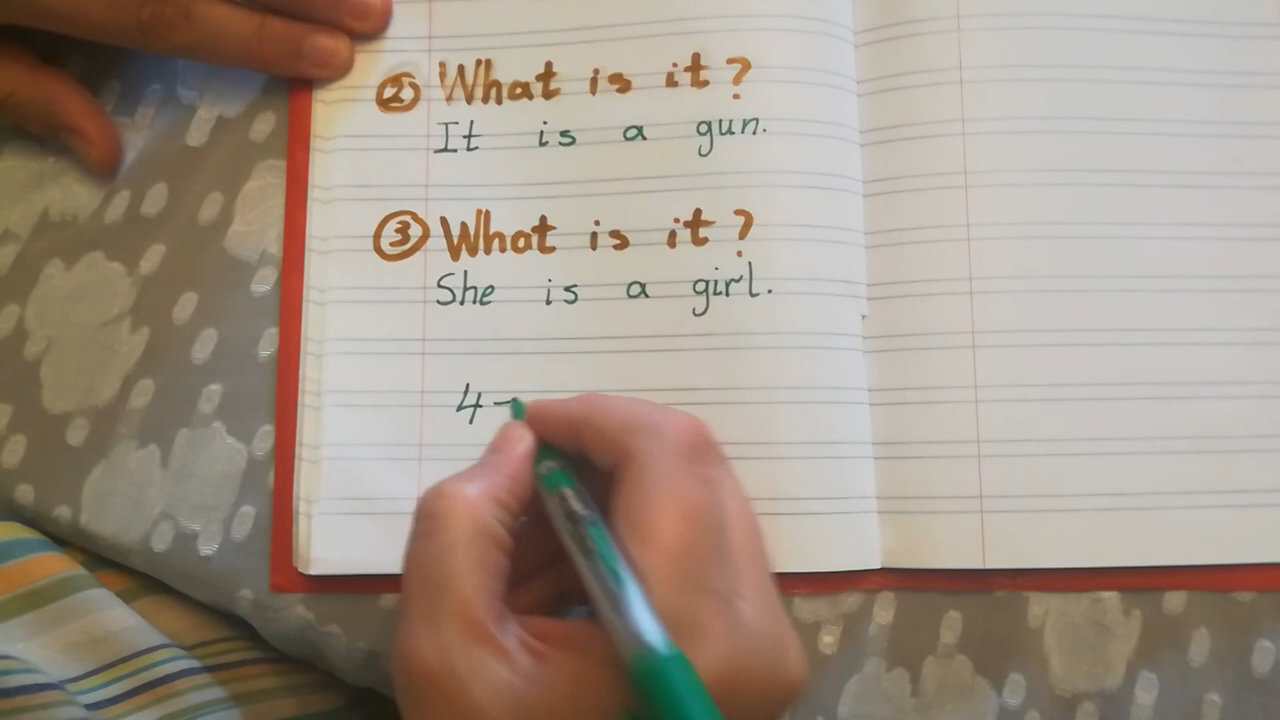 ② What is it?
It is a gun.
③ What is it?
She is a girl.
4-